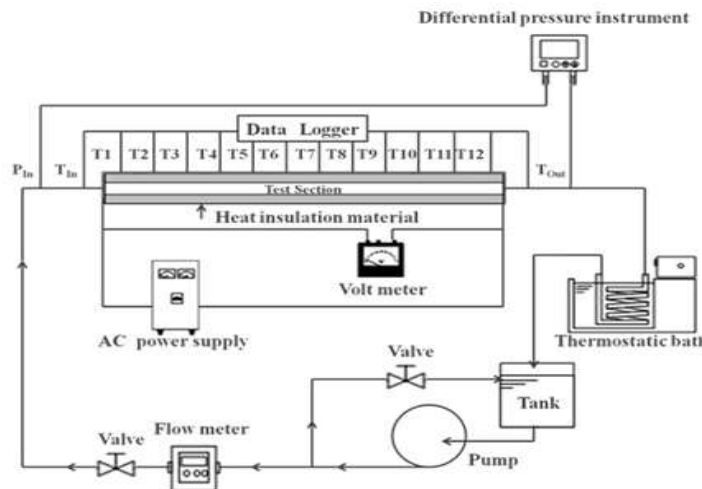 Differential pressure instrument
Data Logger
T1 T2 T3 T4 T5 T6 T7 T8 T9 T10 T11 T12
PIn TIn TOut
Test Section
Heat insulation material
Volt meter
AC power supply
Thermostatic bath
Valve
Tank
Flow meter
Valve
Pump